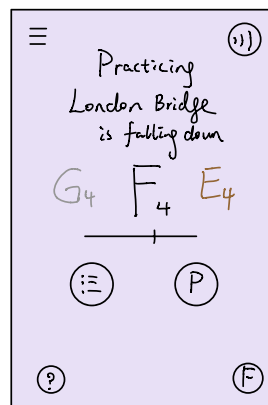 Practicing
London Bridge
is falling down
G4 F4 E4
P
? F